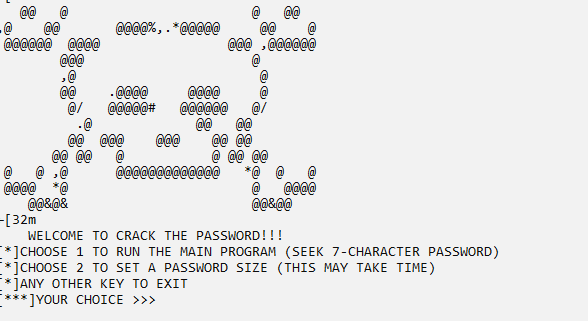 ←[32m
WELCOME TO CRACK THE PASSWORD!!!
[*]CHOOSE 1 TO RUN THE MAIN PROGRAM (SEEK 7-CHARACTER PASSWORD)
[*]CHOOSE 2 TO SET A PASSWORD SIZE (THIS MAY TAKE TIME)
[*]ANY OTHER KEY TO EXIT
[***]YOUR CHOICE >>>